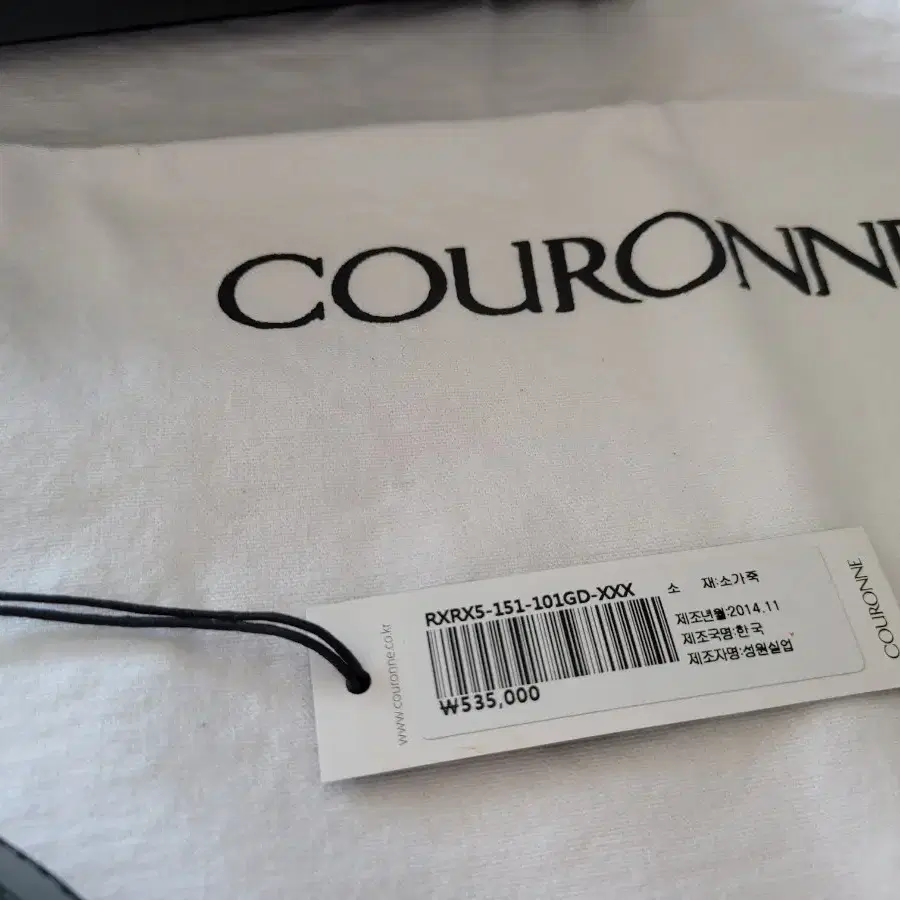 COURONNE
www.couronne.co.kr
RXRX5-151-101GD-XXX
₩535,000
소 재:소가죽
제조년월:2014.11
제조국명:한국
제조자명:성원실업
COURONNE